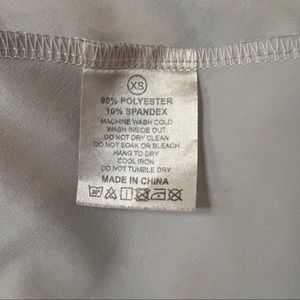 XS
90% POLYESTER
10% SPANDEX
MACHINE WASH COLD
WASH INSIDE OUT
DO NOT DRY CLEAN
DO NOT SOAK OR BLEACH
HANG TO DRY
COOL IRON
DO NOT TUMBLE DRY
MADE IN CHINA